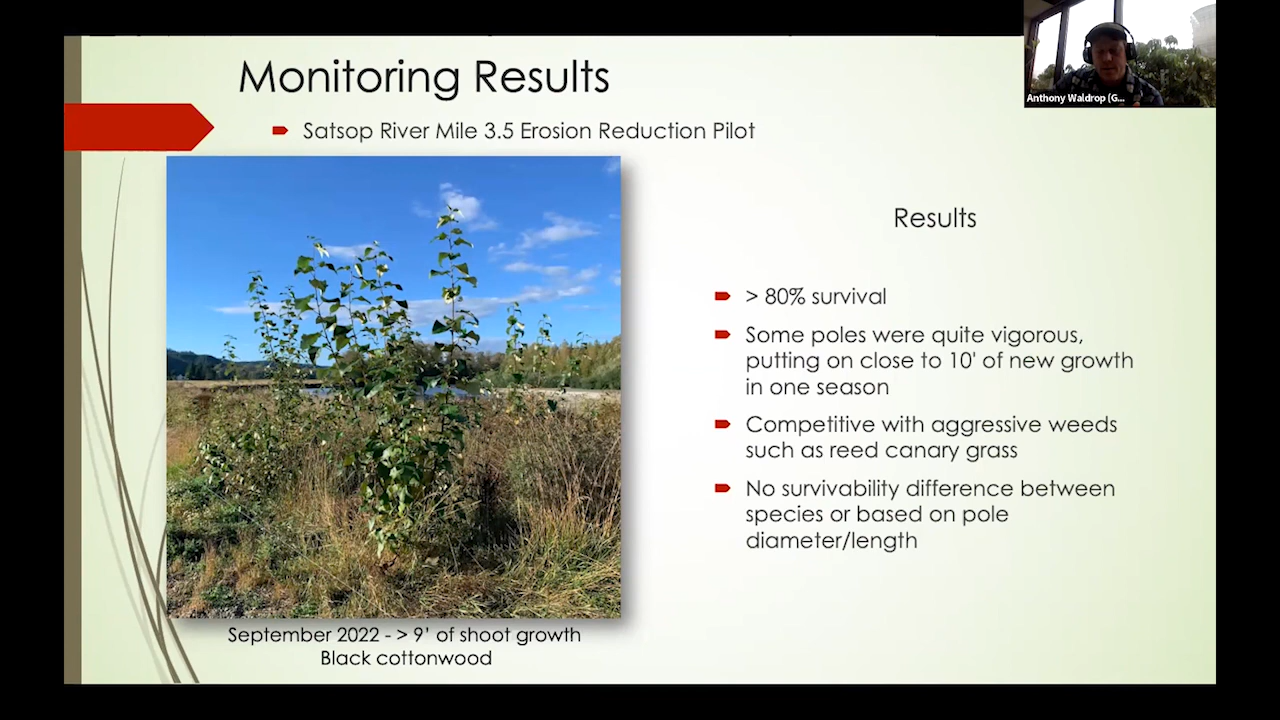 Monitoring Results
Satsop River Mile 3.5 Erosion Reduction Pilot
Anthony Waldrop (G...
Results
> 80% survival
Some poles were quite vigorous,
putting on close to 10' of new growth
in one season
Competitive with aggressive weeds
such as reed canary grass
No survivability difference between
species or based on pole
diameter/length
September 2022 - > 9’ of shoot growth
Black cottonwood